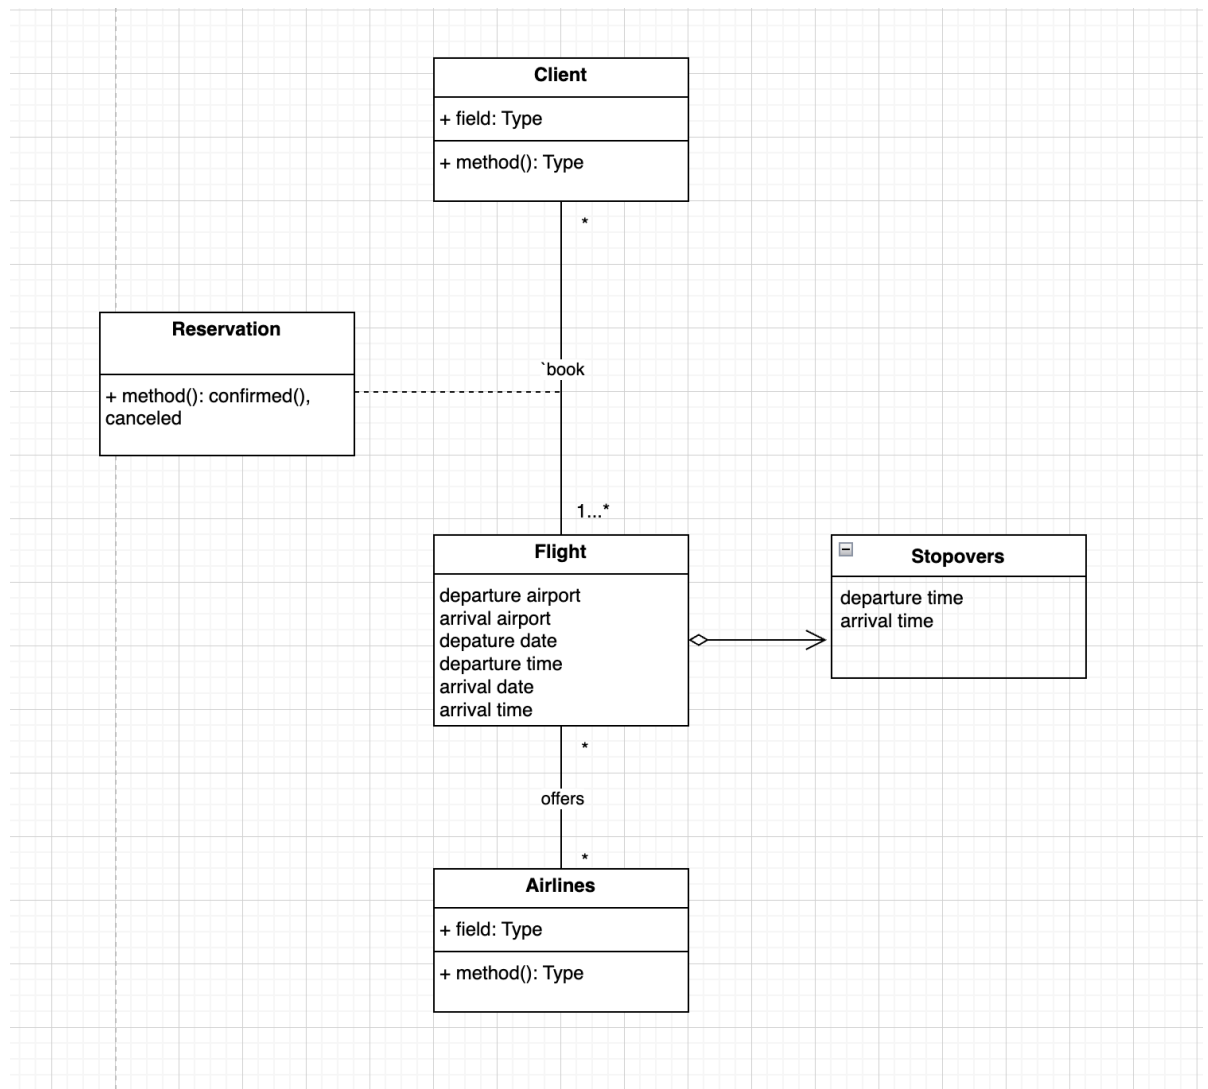 Client
+ field: Type
+ method(): Type
*
Reservation
+ method(): confirmed(),
canceled
`book
1...*
Flight
departure airport
arrival airport
depature date
departure time
arrival date
arrival time
Stopovers
departure time
arrival time
*
offers
*
Airlines
+ field: Type
+ method(): Type